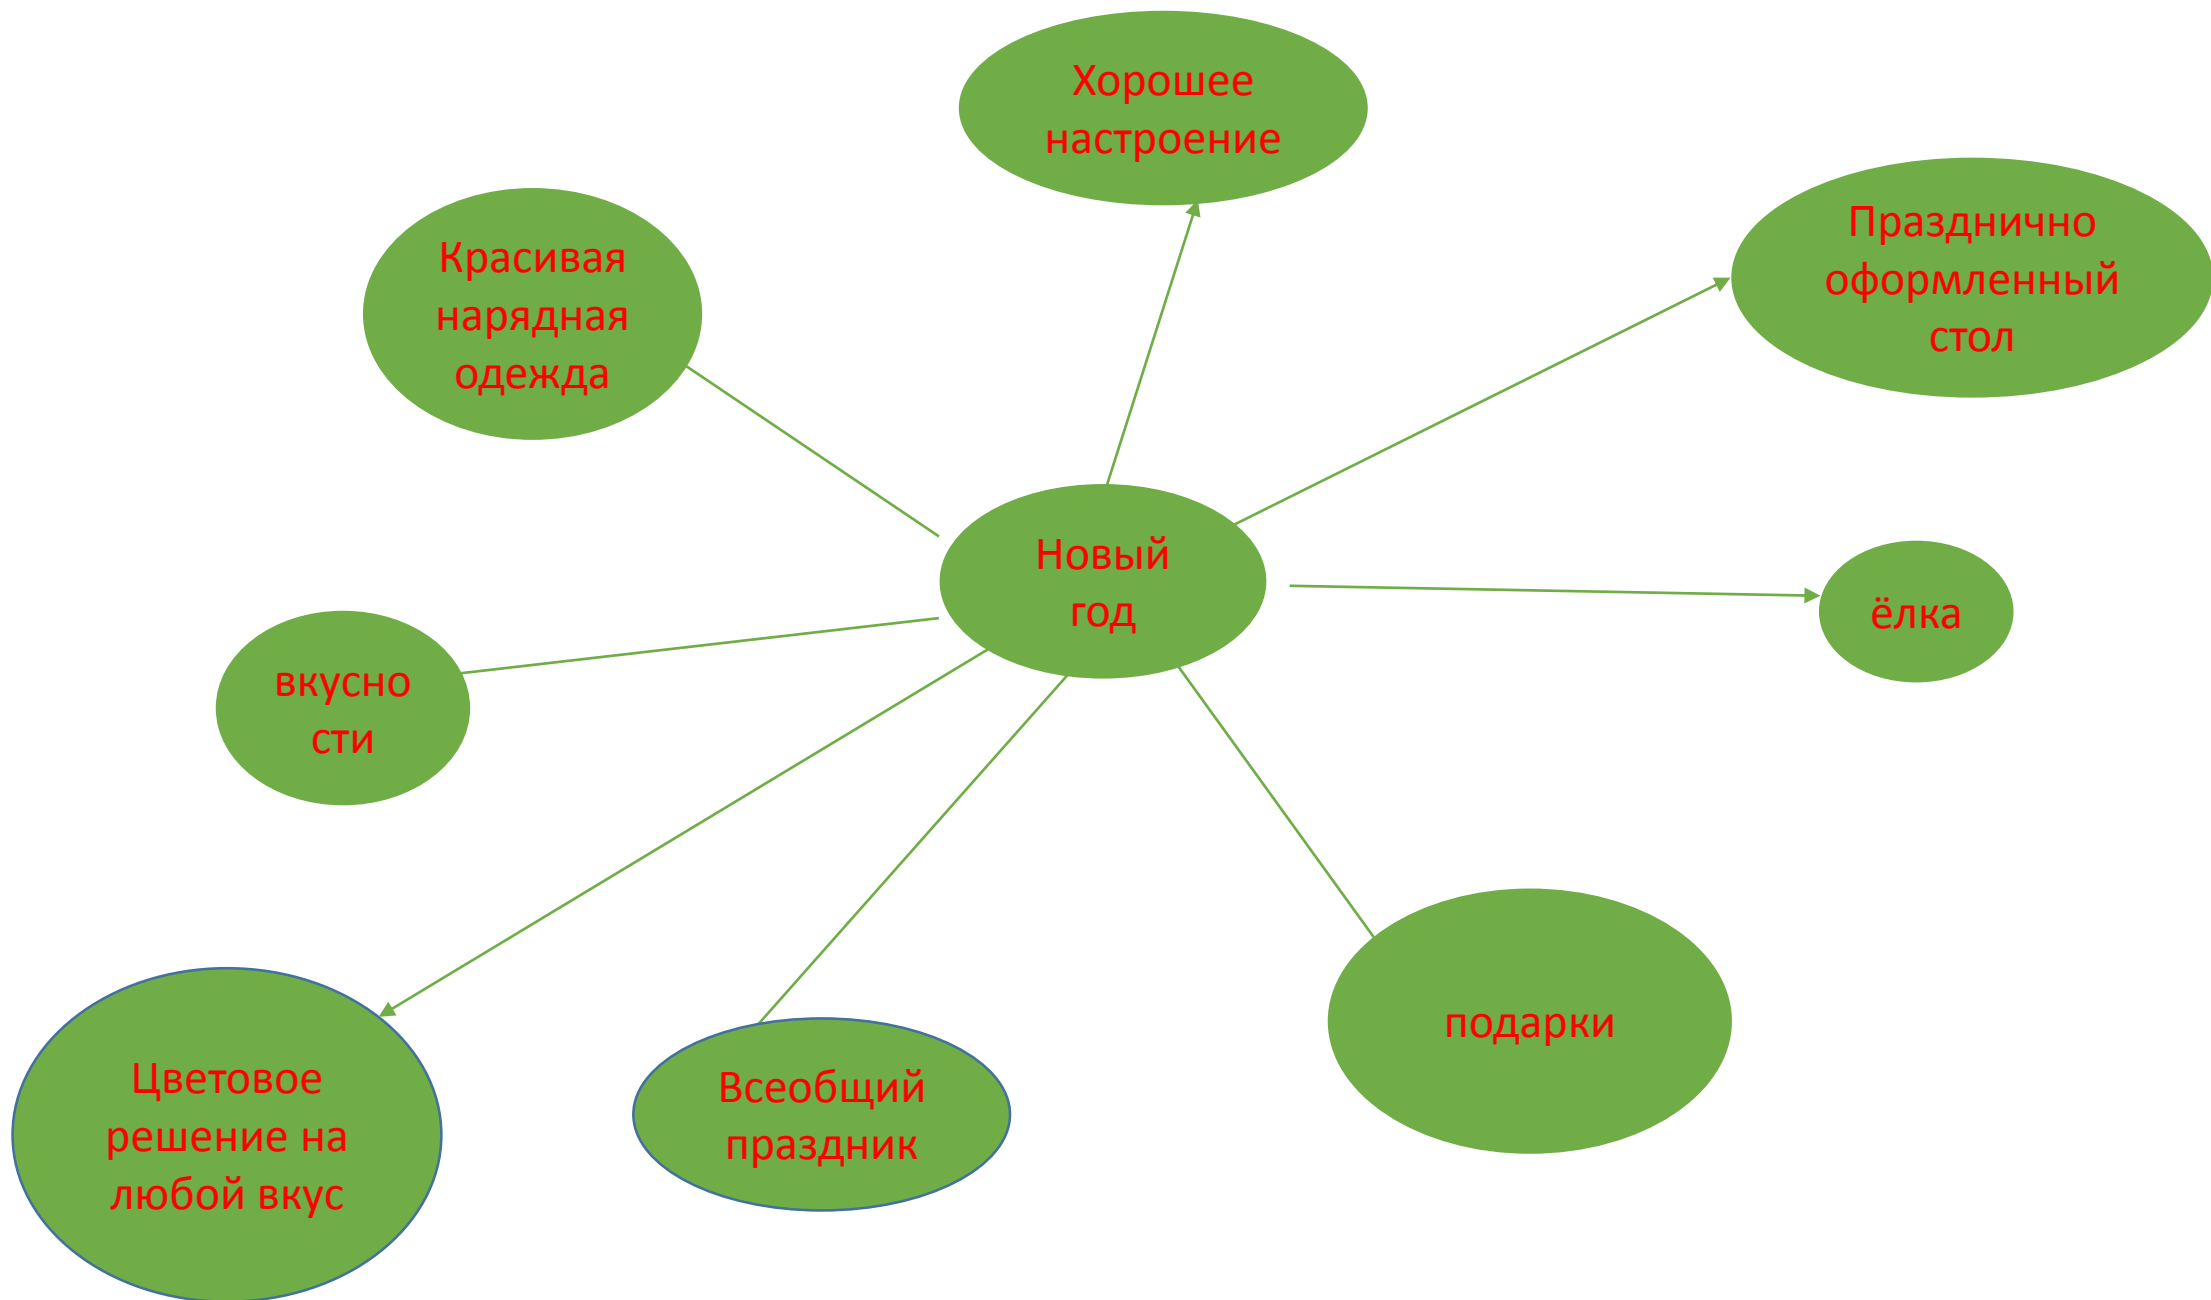 Хорошее
настроение
Празднично
оформленный
стол
Красивая
нарядная
одежда
Новый
год
ёлка
вкусно
сти
подарки
Цветовое
решение на
любой вкус
Всеобщий
праздник